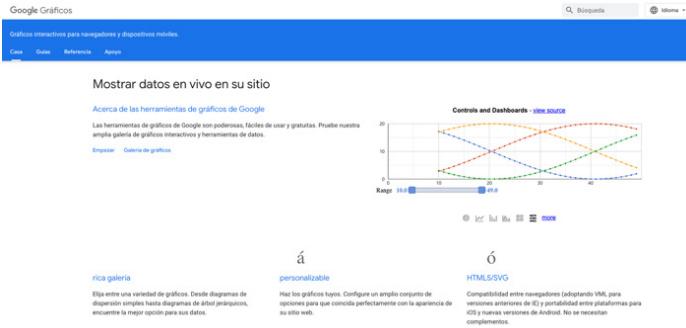 Google Gráficos
Búsqueda
Idioma
Gráficos interactivos para navegadores y dispositivos móviles.
Casa Guías Referencia Apoyo
Mostrar datos en vivo en su sitio
Acerca de las herramientas de gráficos de Google
Las herramientas de gráficos de Google son poderosas, fáciles de usar y gratuitas. Pruebe nuestra
amplia galería de gráficos interactivos y herramientas de datos.
Empezar Galería de gráficos
Controls and Dashboards - view source
20
10
0
0 10 20 30 40
Range 10.0 49.0
more
á
ó
rica galería
Elija entre una variedad de gráficos. Desde diagramas de
dispersión simples hasta diagramas de árbol jerárquicos,
encuentre la mejor opción para sus datos.
personalizable
Haz los gráficos tuyos. Configure un amplio conjunto de
opciones para que coincida perfectamente con la apariencia de
su sitio web.
HTML5/SVG
Compatibilidad entre navegadores (adoptando VML para
versiones anteriores de IE) y portabilidad entre plataformas para
iOS y nuevas versiones de Android. No se necesitan
complementos.